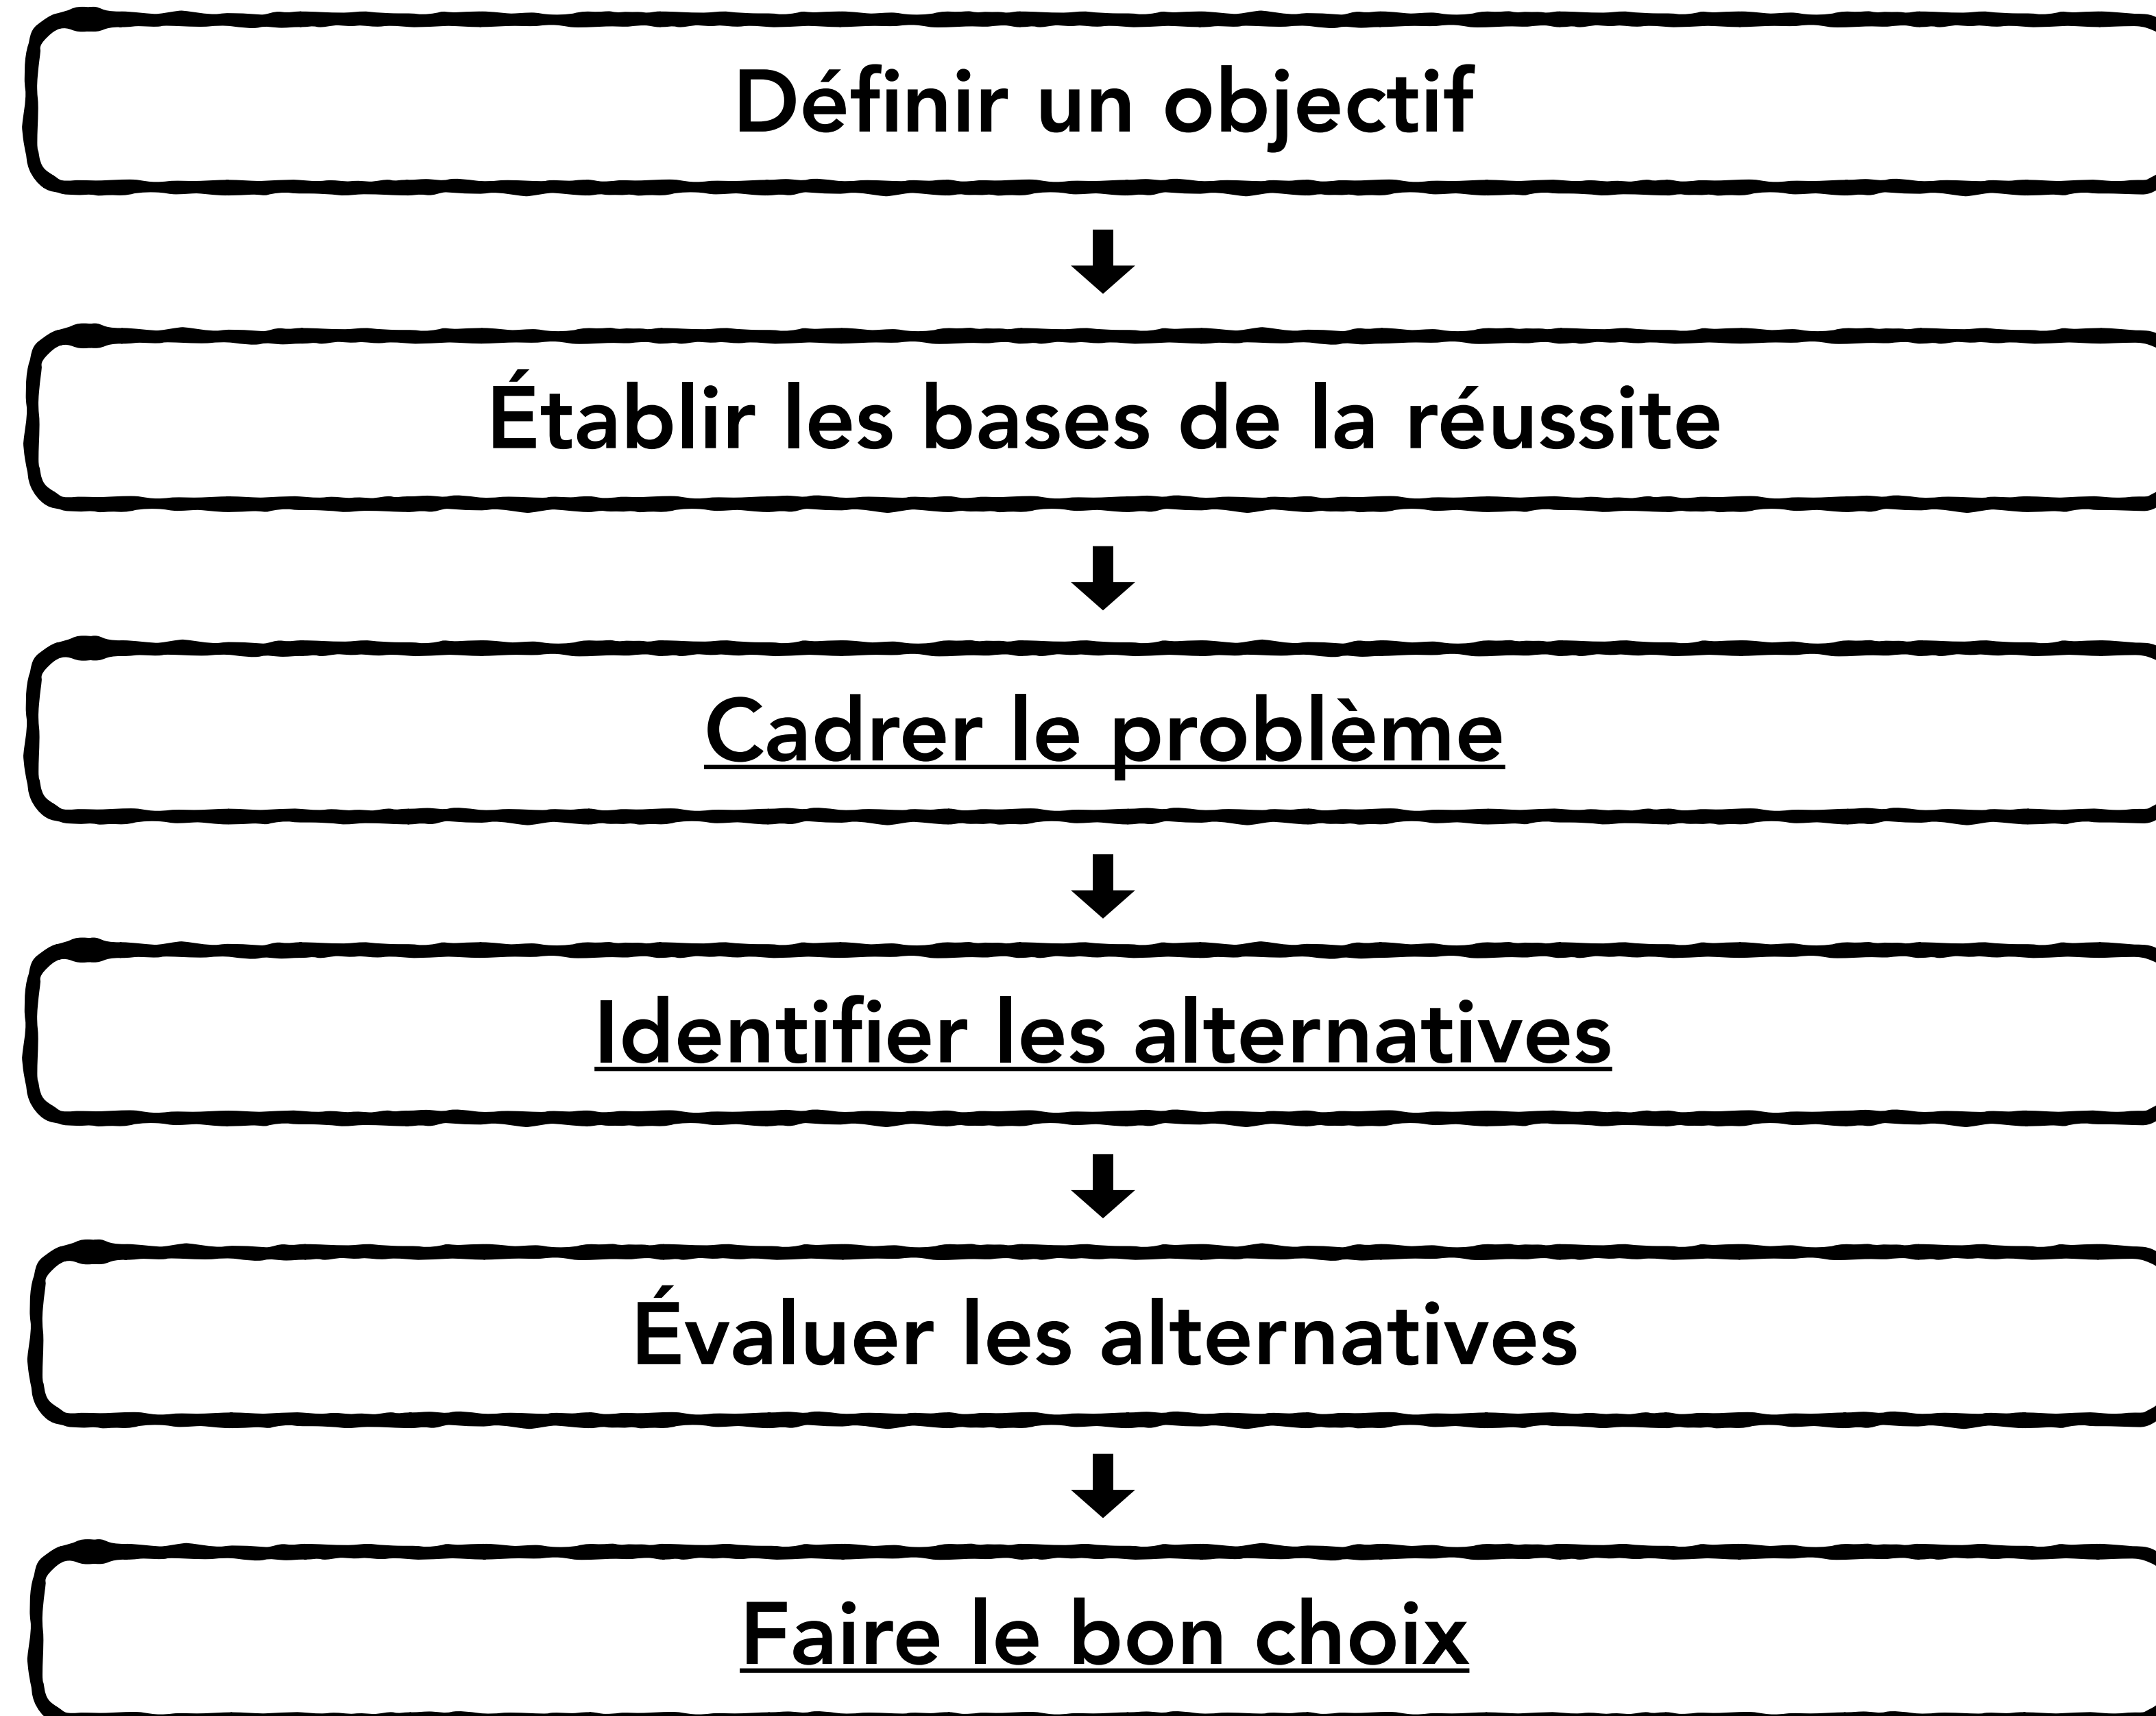 Définir un objectif
Établir les bases de la réussite
Cadrer le problème
Identifier les alternatives
Évaluer les alternatives
Faire le bon choix